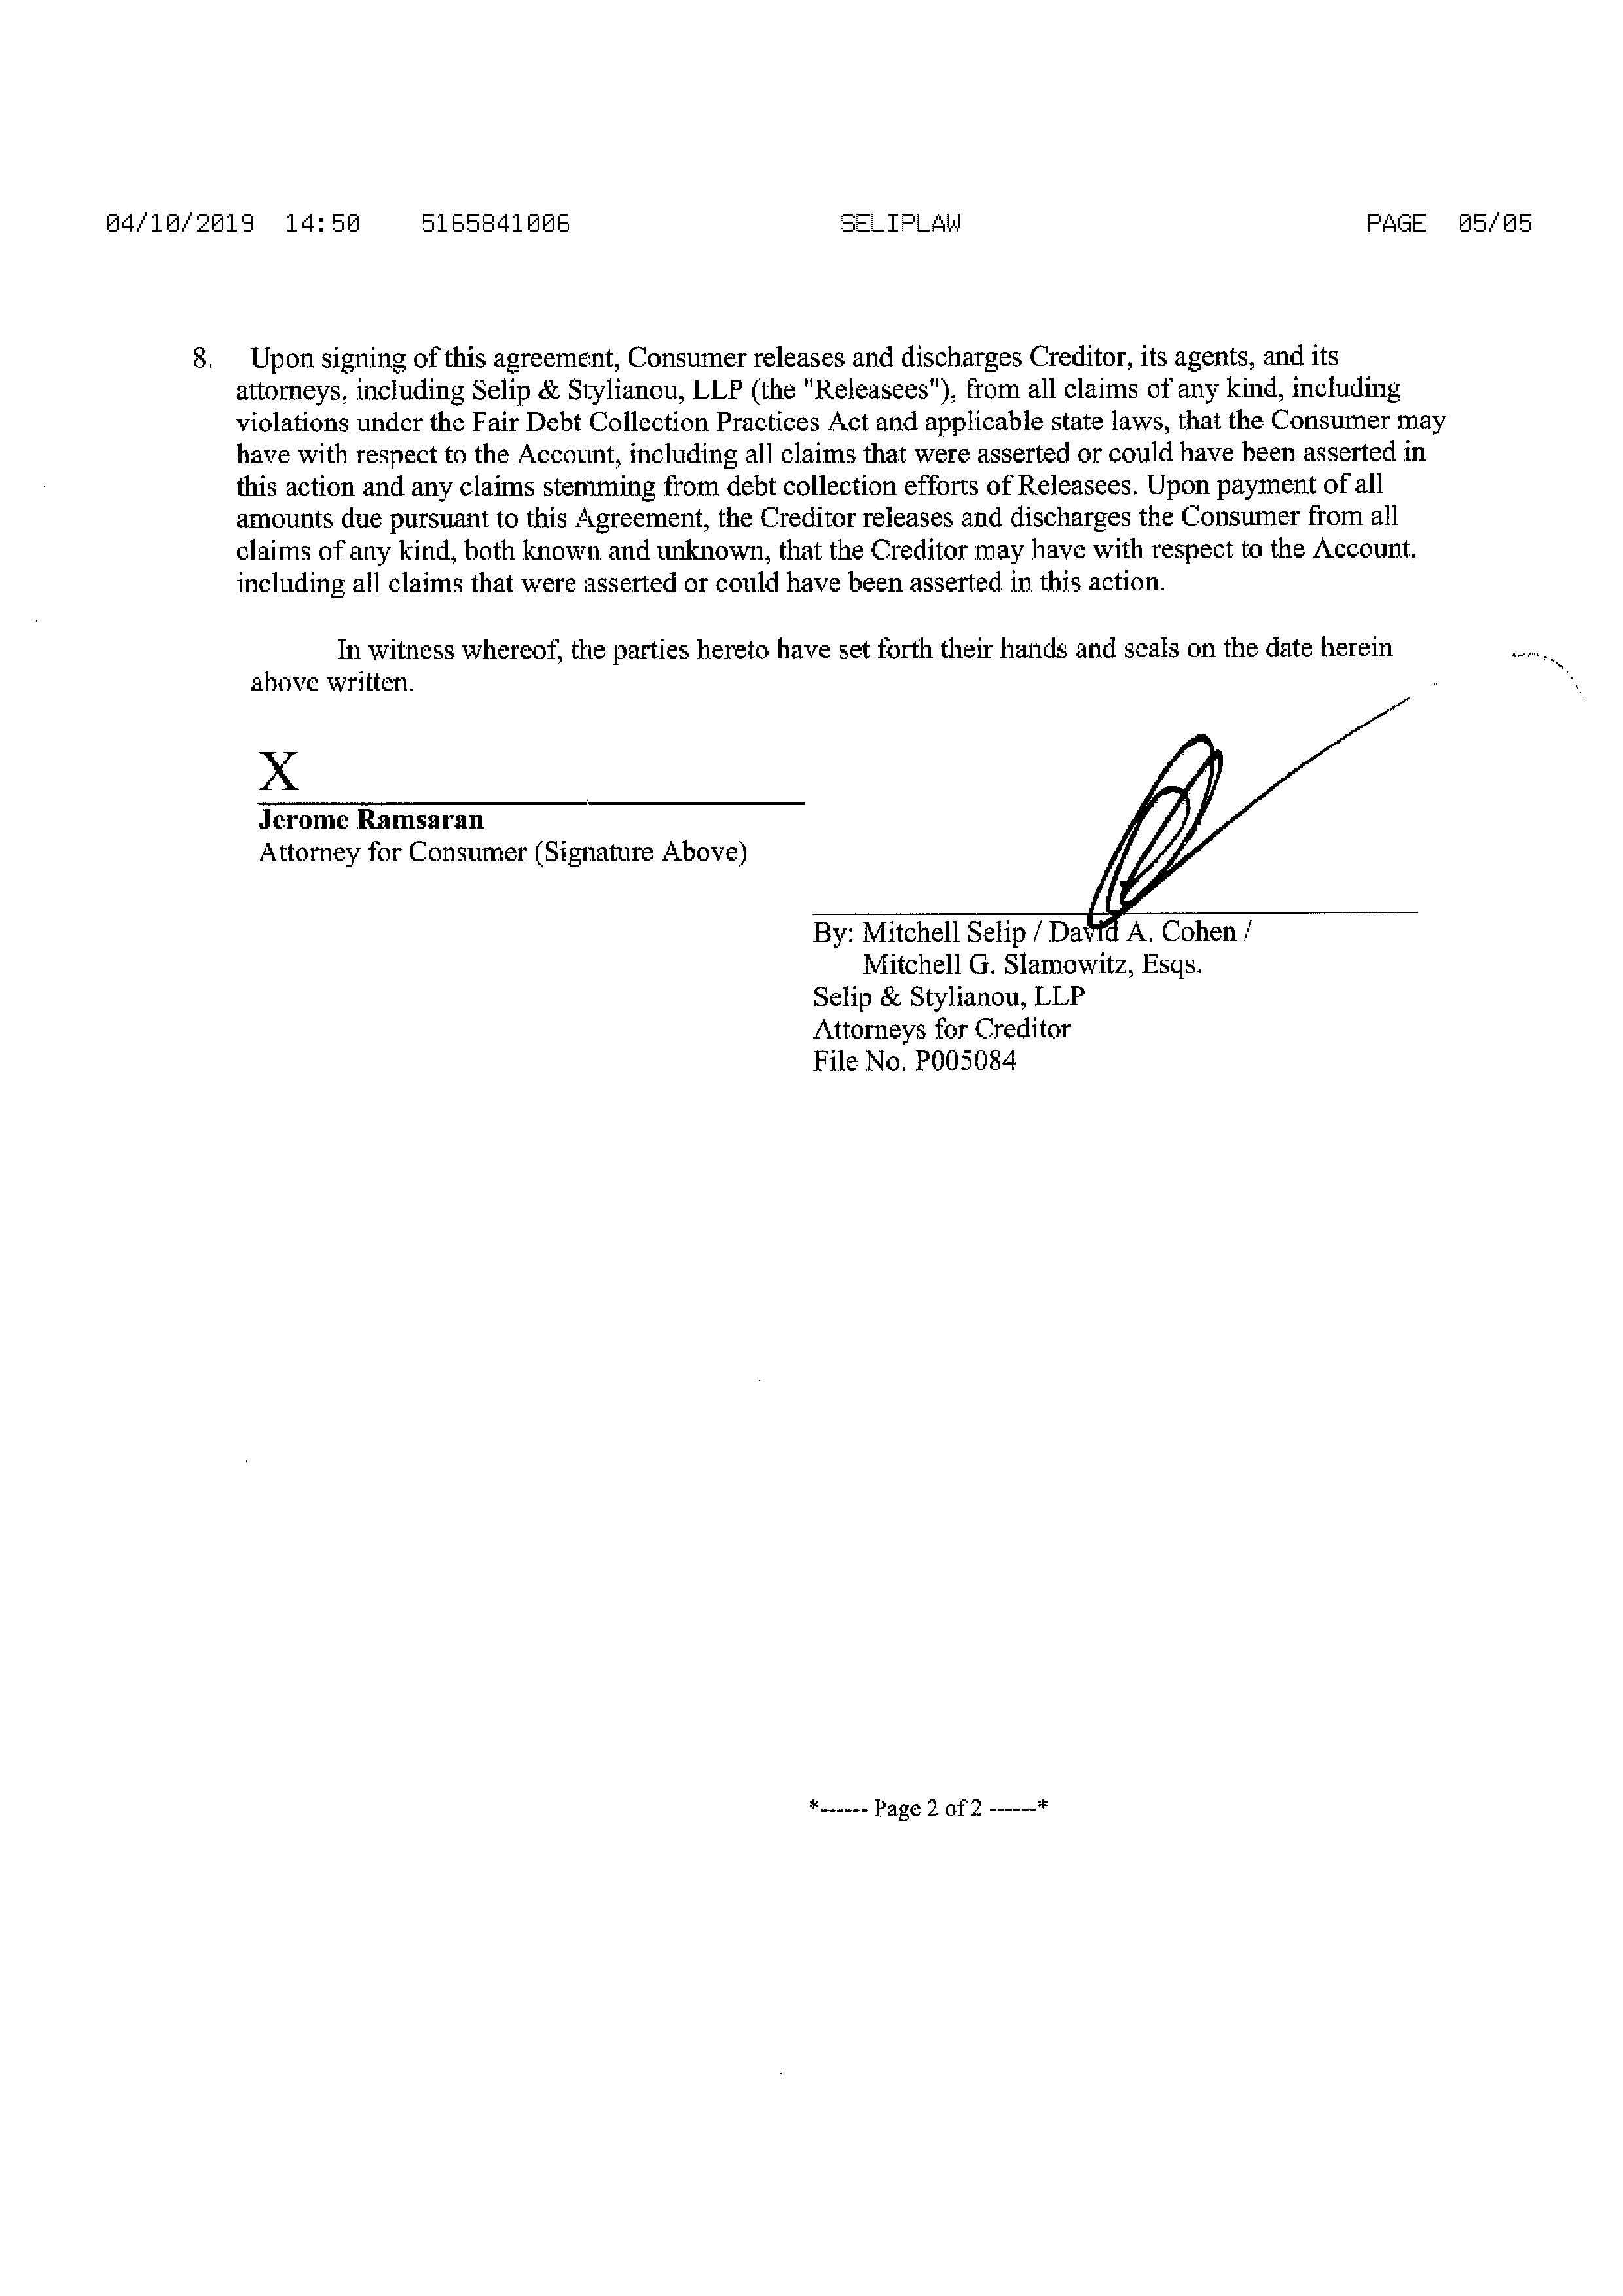 04/10/2019 14:50 5165841006 SELIPLAW PAGE 05/05
8. Upon signing of this agreement, Consumer releases and discharges Creditor, its agents, and its
attorneys, including Selip & Stylianou, LLP (the "Releasees"), from all claims of any kind, including
violations under the Fair Debt Collection Practices Act and applicable state laws, that the Consumer may
have with respect to the Account, including all claims that were asserted or could have been asserted in
this action and any claims stemming from debt collection efforts of Releasees. Upon payment of all
amounts due pursuant to this Agreement, the Creditor releases and discharges the Consumer from all
claims of any kind, both known and unknown, that the Creditor may have with respect to the Account,
including all claims that were asserted or could have been asserted in this action.
In witness whereof, the parties hereto have set forth their hands and seals on the date herein
above written.
X
Jerome Ramsaran
Attorney for Consumer (Signature Above)
By: Mitchell Selip / David A. Cohen /
Mitchell G. Slamowitz, Esqs.
Selip & Stylianou, LLP
Attorneys for Creditor
File No. P005084
*------ Page 2 of 2 ------*